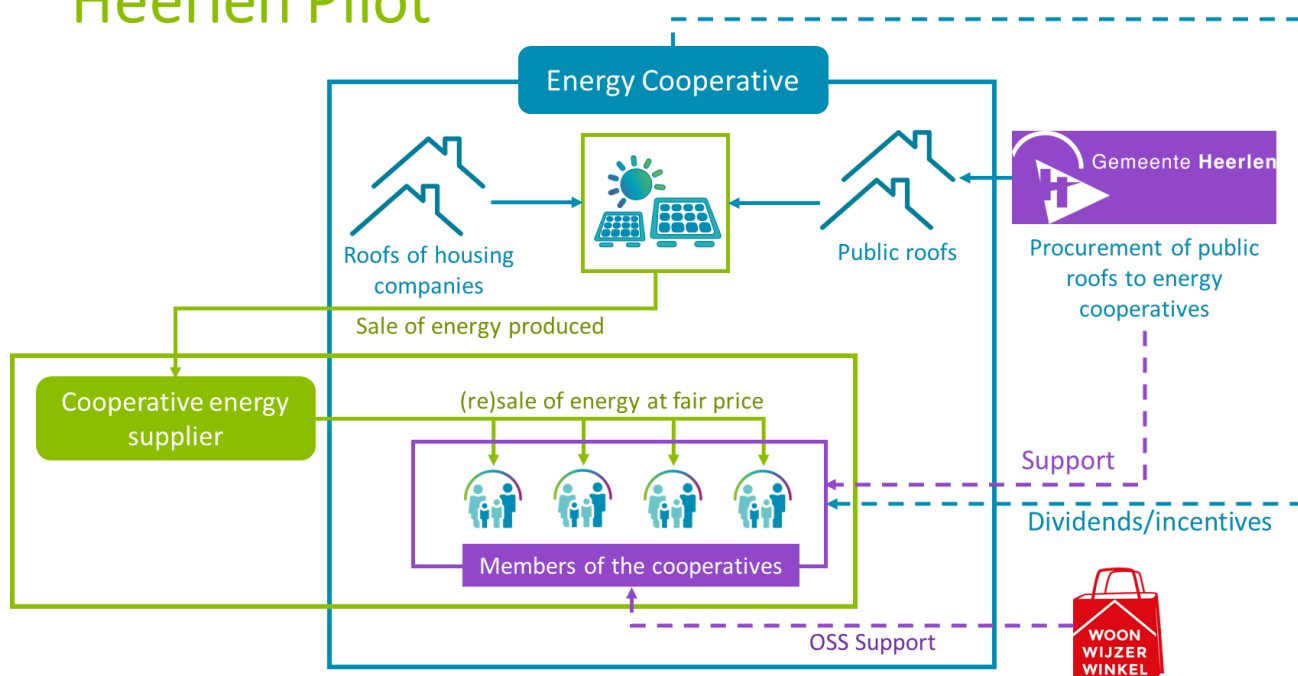 Heerlen Pilot
Energy Cooperative
Gemeente Heerlen
Roofs of housing
companies
Public roofs
Procurement of public
roofs to energy
cooperatives
Sale of energy produced
Cooperative energy
supplier
(re)sale of energy at fair price
Support
Dividends/incentives
Members of the cooperatives
OSS Support
WOON
WIJZER
WINKEL